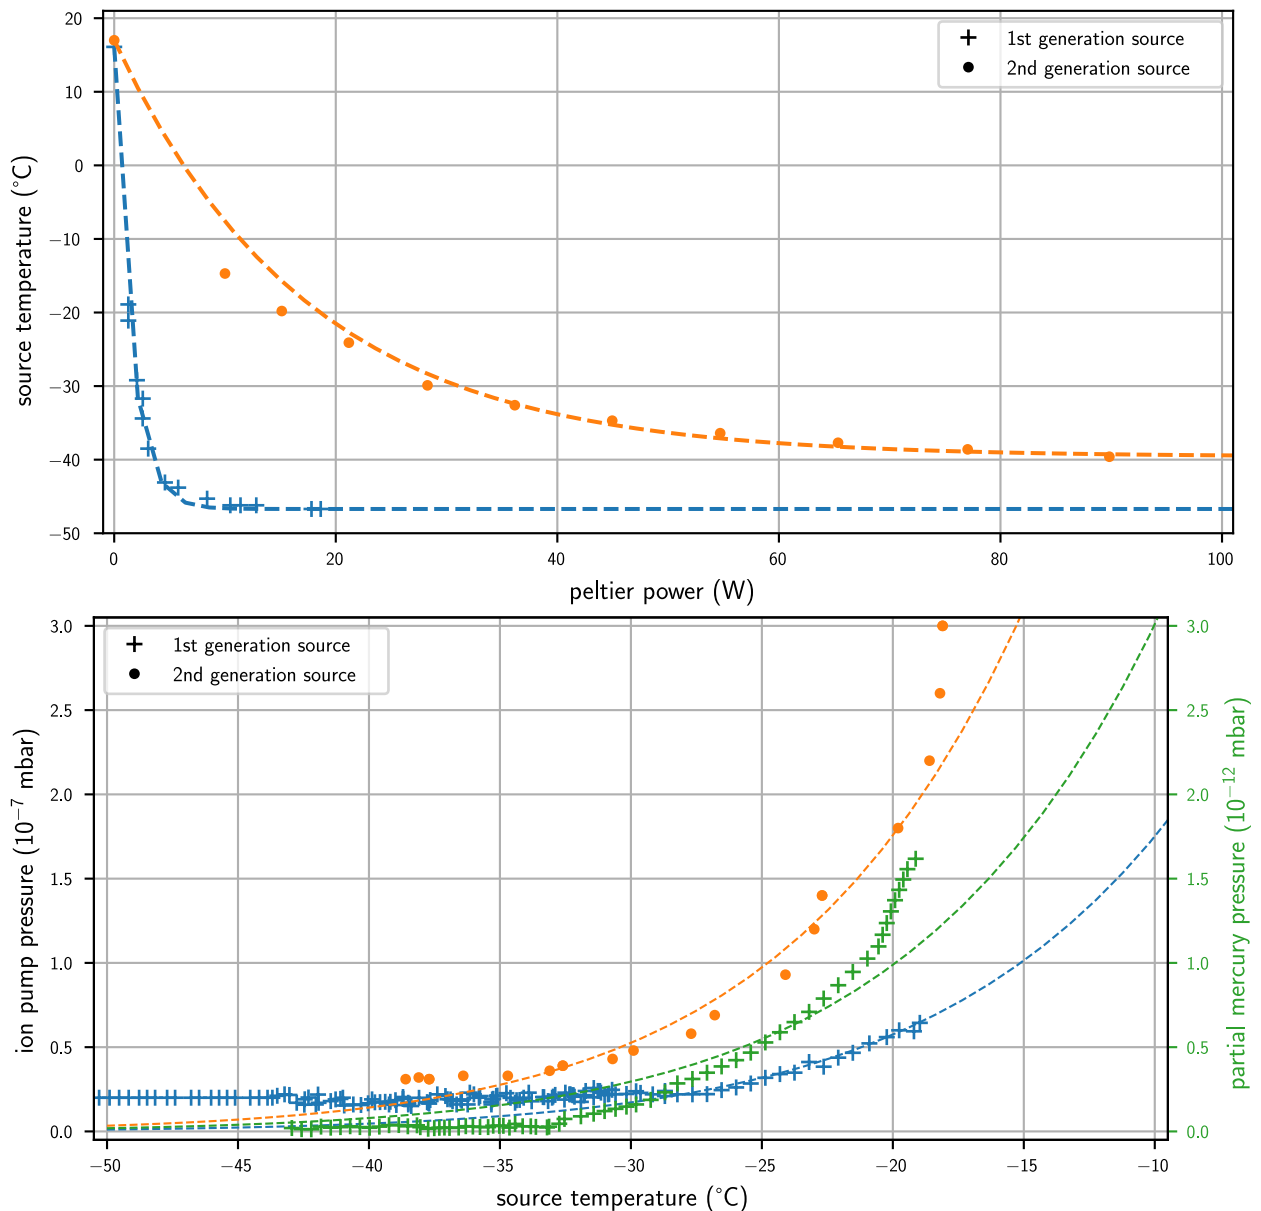 20
10
0
−10
−20
−30
−40
−50
source temperature (°C)
1st generation source
2nd generation source
0 20 40 60 80 100
peltier power (W)
3.0
2.5
2.0
1.5
1.0
0.5
0.0
ion pump pressure (10⁻⁷ mbar)
1st generation source
2nd generation source
3.0
2.5
2.0
1.5
1.0
0.5
0.0
partial mercury pressure (10⁻¹² mbar)
−50 −45 −40 −35 −30 −25 −20 −15 −10
source temperature (°C)